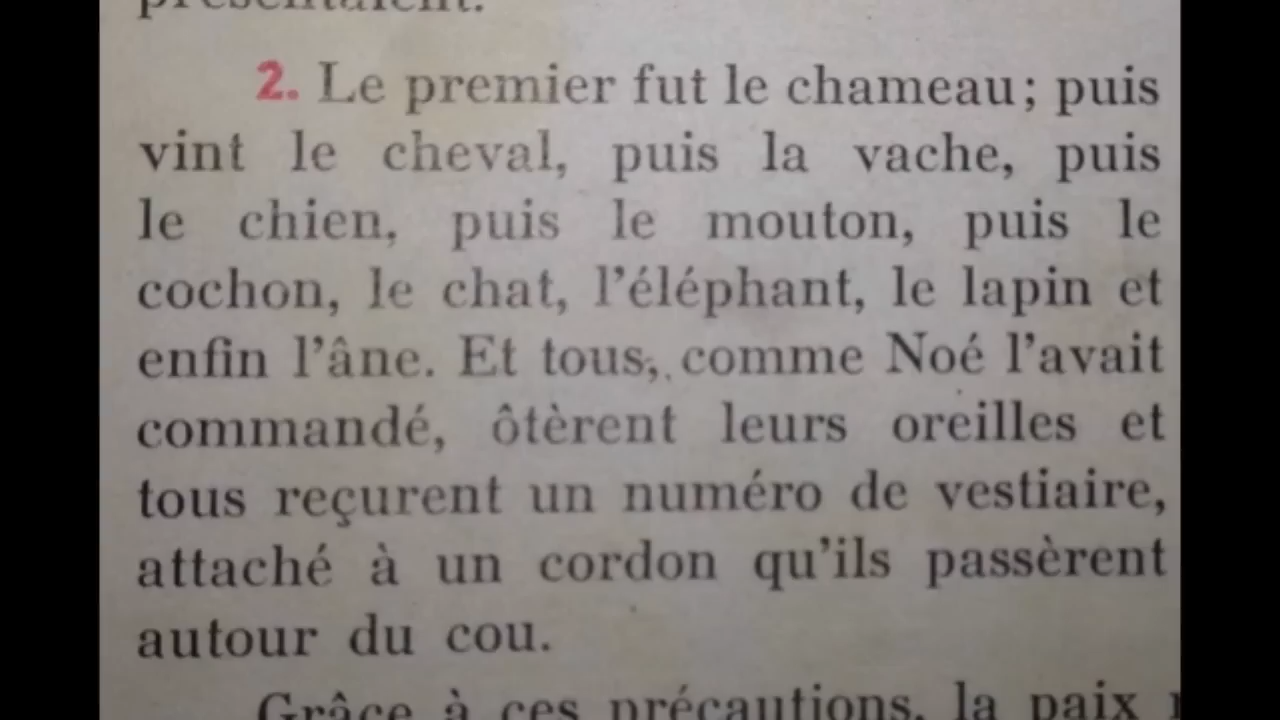 présentaient.
2. Le premier fut le chameau; puis
vint le cheval, puis la vache, puis
le chien, puis le mouton, puis le
cochon, le chat, l'éléphant, le lapin et
enfin l'âne. Et tous, comme Noé l'avait
commandé, ôtèrent leurs oreilles et
tous reçurent un numéro de vestiaire,
attaché à un cordon qu'ils passèrent
autour du cou.
Grâce à ces précautions, la paix